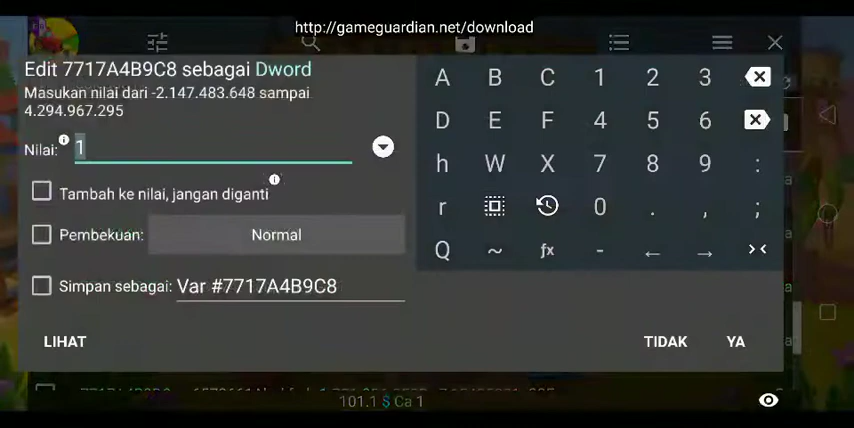 http://gameguardian.net/download
Edit 7717A4B9C8 sebagai Dword
Masukan nilai dari -2.147.483.648 sampai
4.294.967.295
Nilai: 1
Tambah ke nilai, jangan diganti
Pembekuan: Normal
Simpan sebagai: Var #7717A4B9C8
LIHAT TIDAK YA
A B C 1 2 3
D E F 4 5 6
h W X 7 8 9 :
r 0 . , ;
Q ~ fx - ← → ><
101.1 S Ca 1